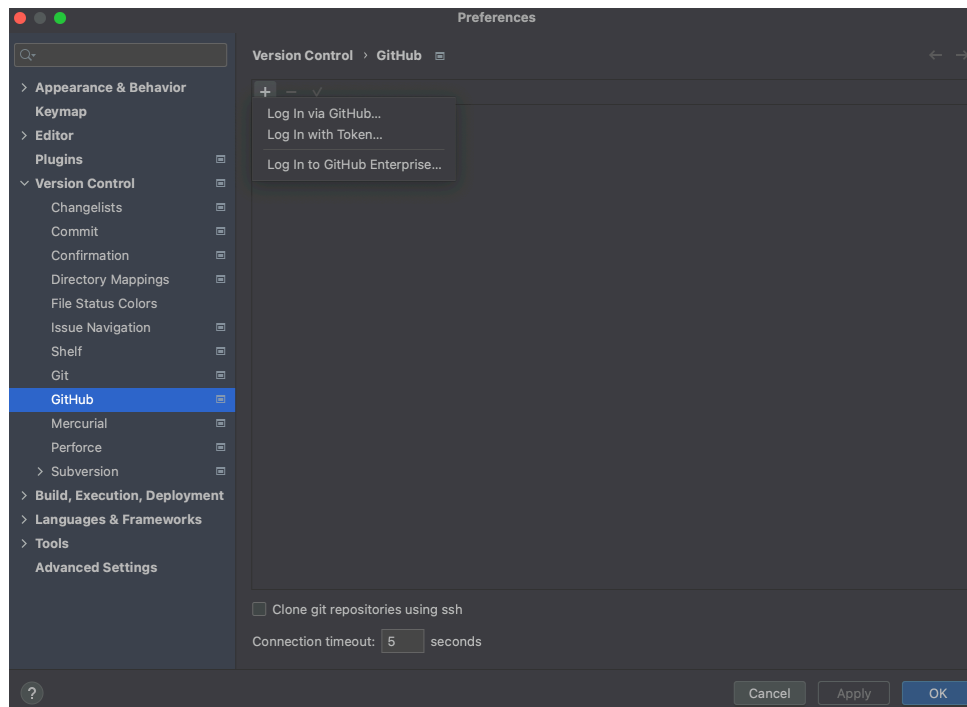 Preferences
Version Control › GitHub
Appearance & Behavior
Keymap
Editor
Plugins
Version Control
Changelists
Commit
Confirmation
Directory Mappings
File Status Colors
Issue Navigation
Shelf
Git
GitHub
Mercurial
Perforce
Subversion
Build, Execution, Deployment
Languages & Frameworks
Tools
Advanced Settings
Log In via GitHub...
Log In with Token...
Log In to GitHub Enterprise...
Clone git repositories using ssh
Connection timeout: 5 seconds
?
Cancel Apply OK